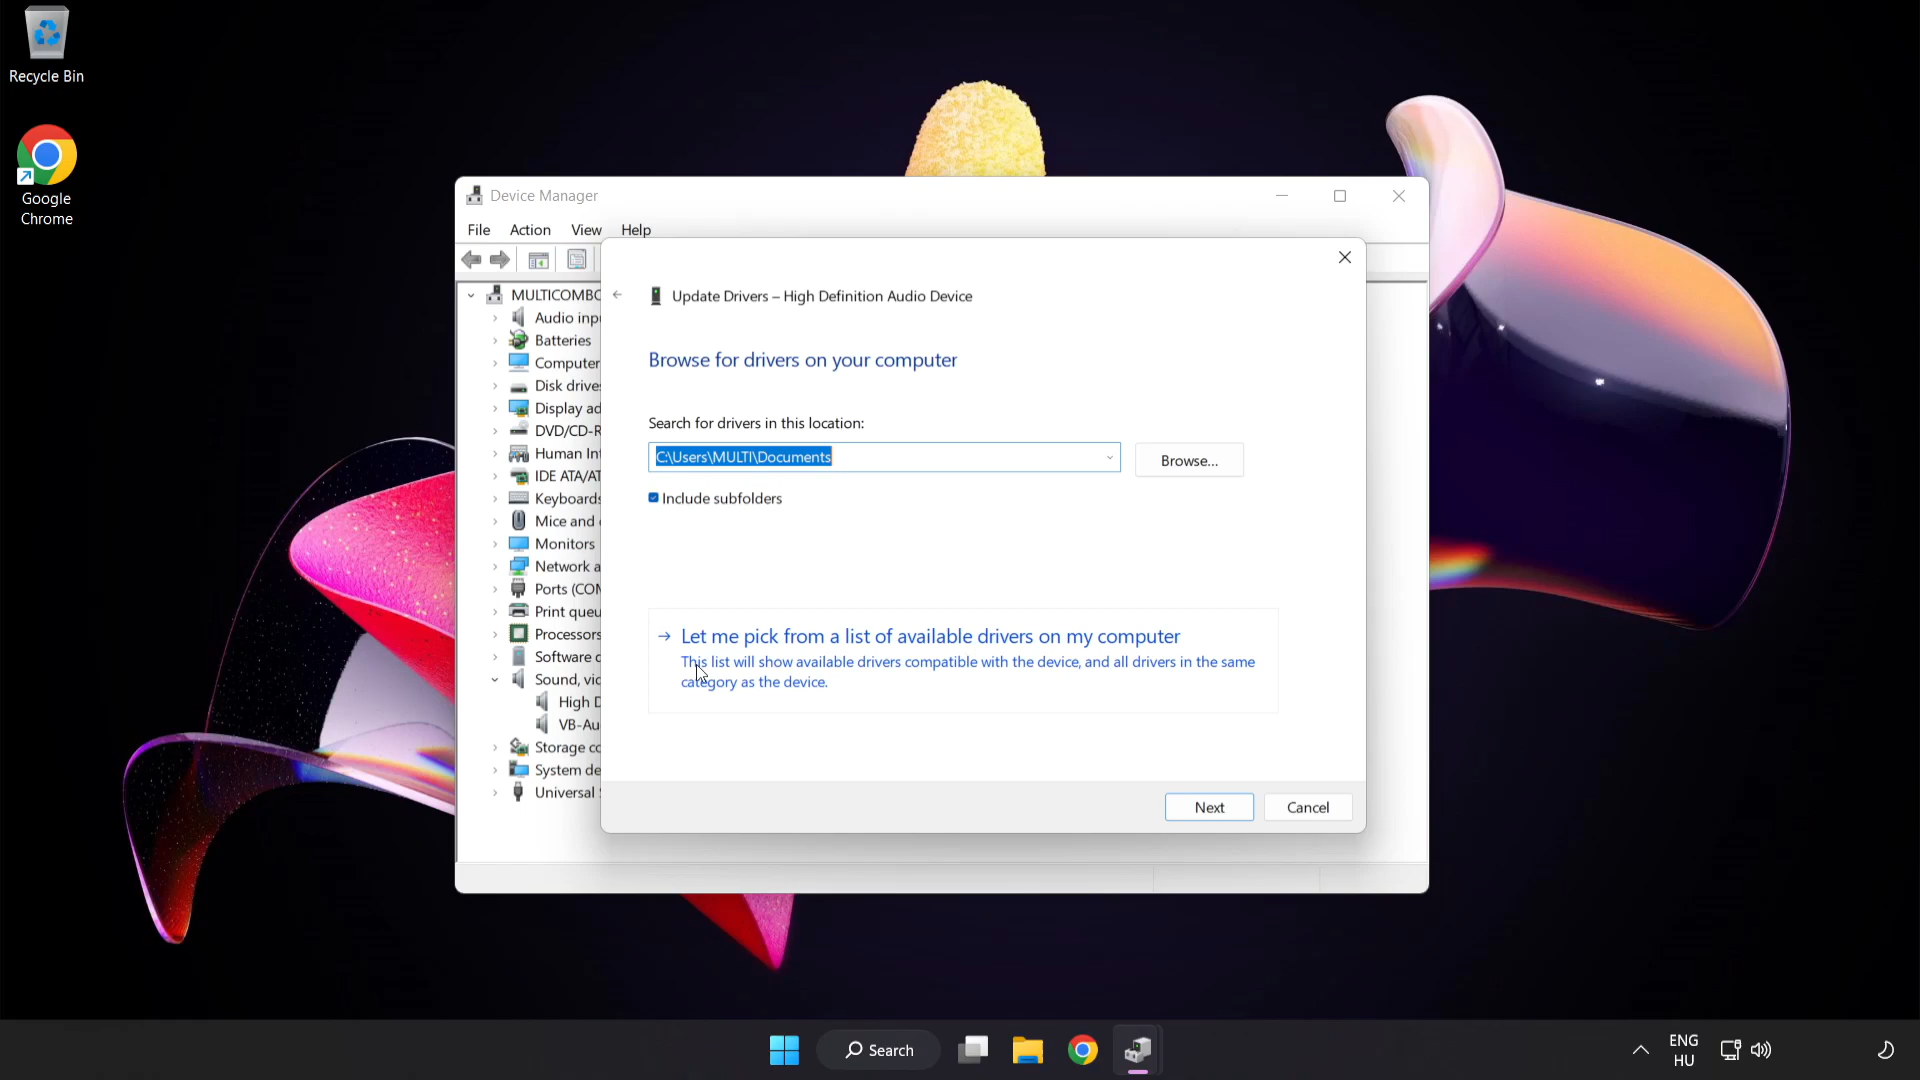 Recycle Bin
Google
Chrome
Device Manager
File Action View Help
MULTICOMBO
Audio inpu
Batteries
Computer
Disk drives
Display ad
DVD/CD-R
Human Int
IDE ATA/AT
Keyboards
Mice and
Monitors
Network a
Ports (COM
Print queu
Processors
Software
Sound, vid
High D
VB-Au
Storage co
System de
Universal
Update Drivers – High Definition Audio Device
Browse for drivers on your computer
Search for drivers in this location:
C:\Users\MULTI\Documents
Browse...
Include subfolders
Let me pick from a list of available drivers on my computer
This list will show available drivers compatible with the device, and all drivers in the same
category as the device.
Next Cancel
Search
ENG
HU